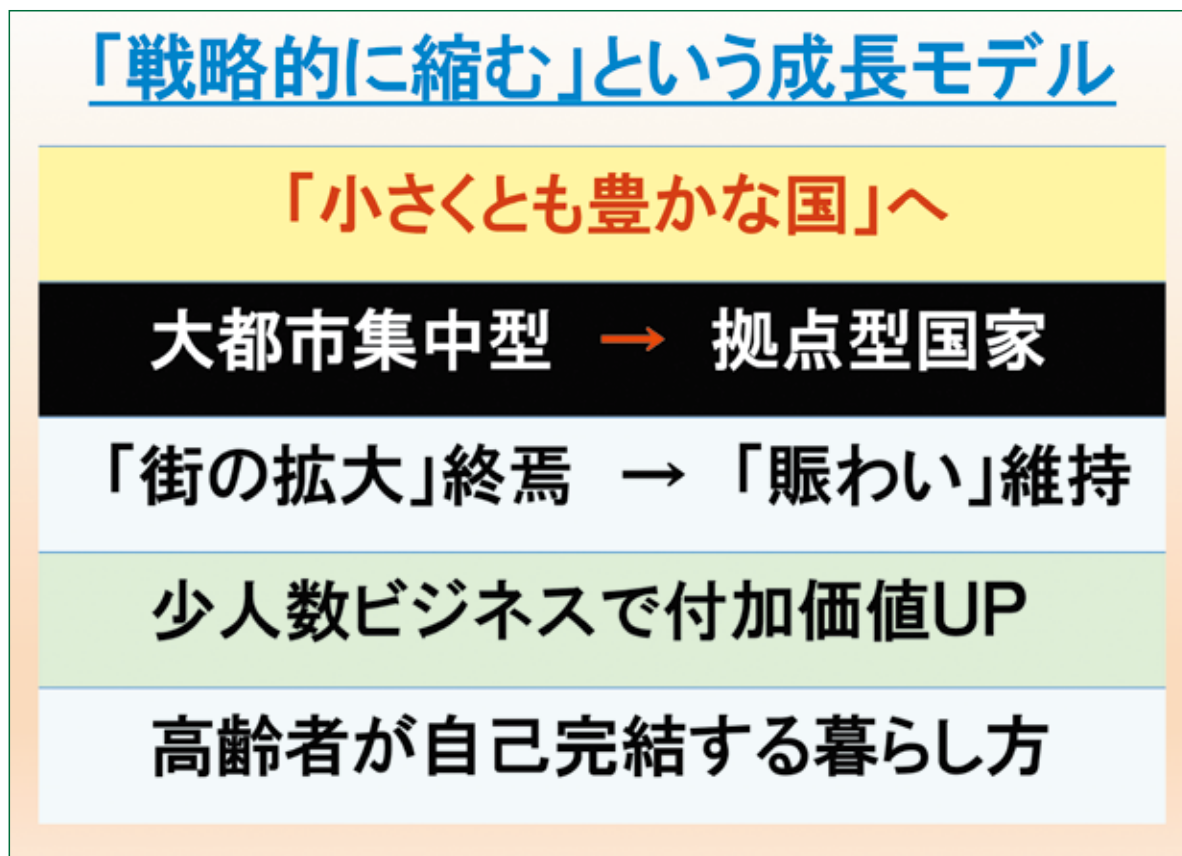 「戦略的に縮む」という成長モデル
「小さくとも豊かな国」へ
大都市集中型 → 拠点型国家
「街の拡大」終焉 → 「賑わい」維持
少人数ビジネスで付加価値UP
高齢者が自己完結する暮らし方